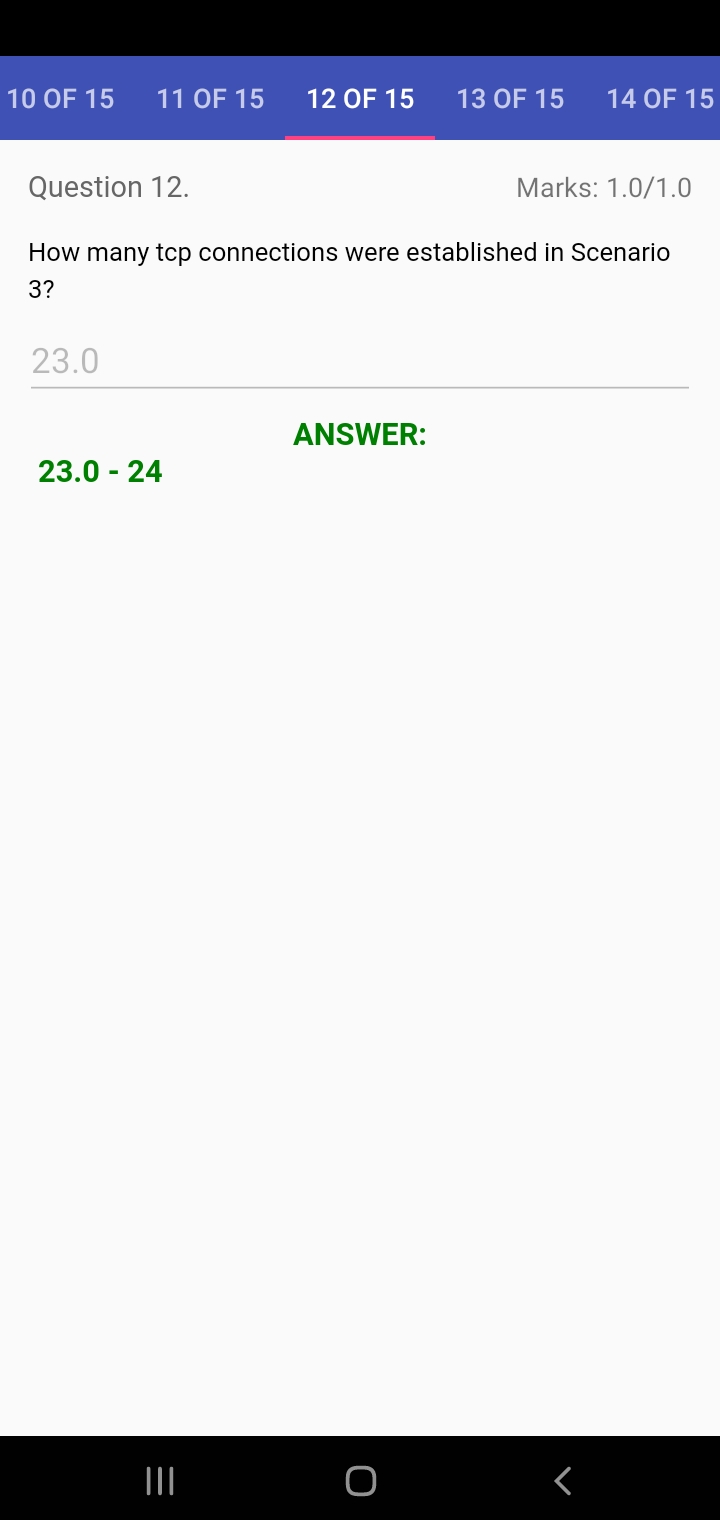 10 OF 15 11 OF 15 12 OF 15 13 OF 15 14 OF 15
Question 12. Marks: 1.0/1.0
How many tcp connections were established in Scenario
3?
23.0
ANSWER:
23.0 - 24